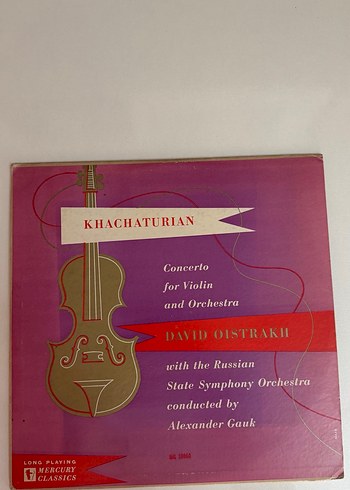 KHACHATURIAN
Concerto
for Violin
and Orchestra
DAVID OISTRAKH
with the Russian
State Symphony Orchestra
conducted by
Alexander Gauk
LONG PLAYING
MERCURY
CLASSICS